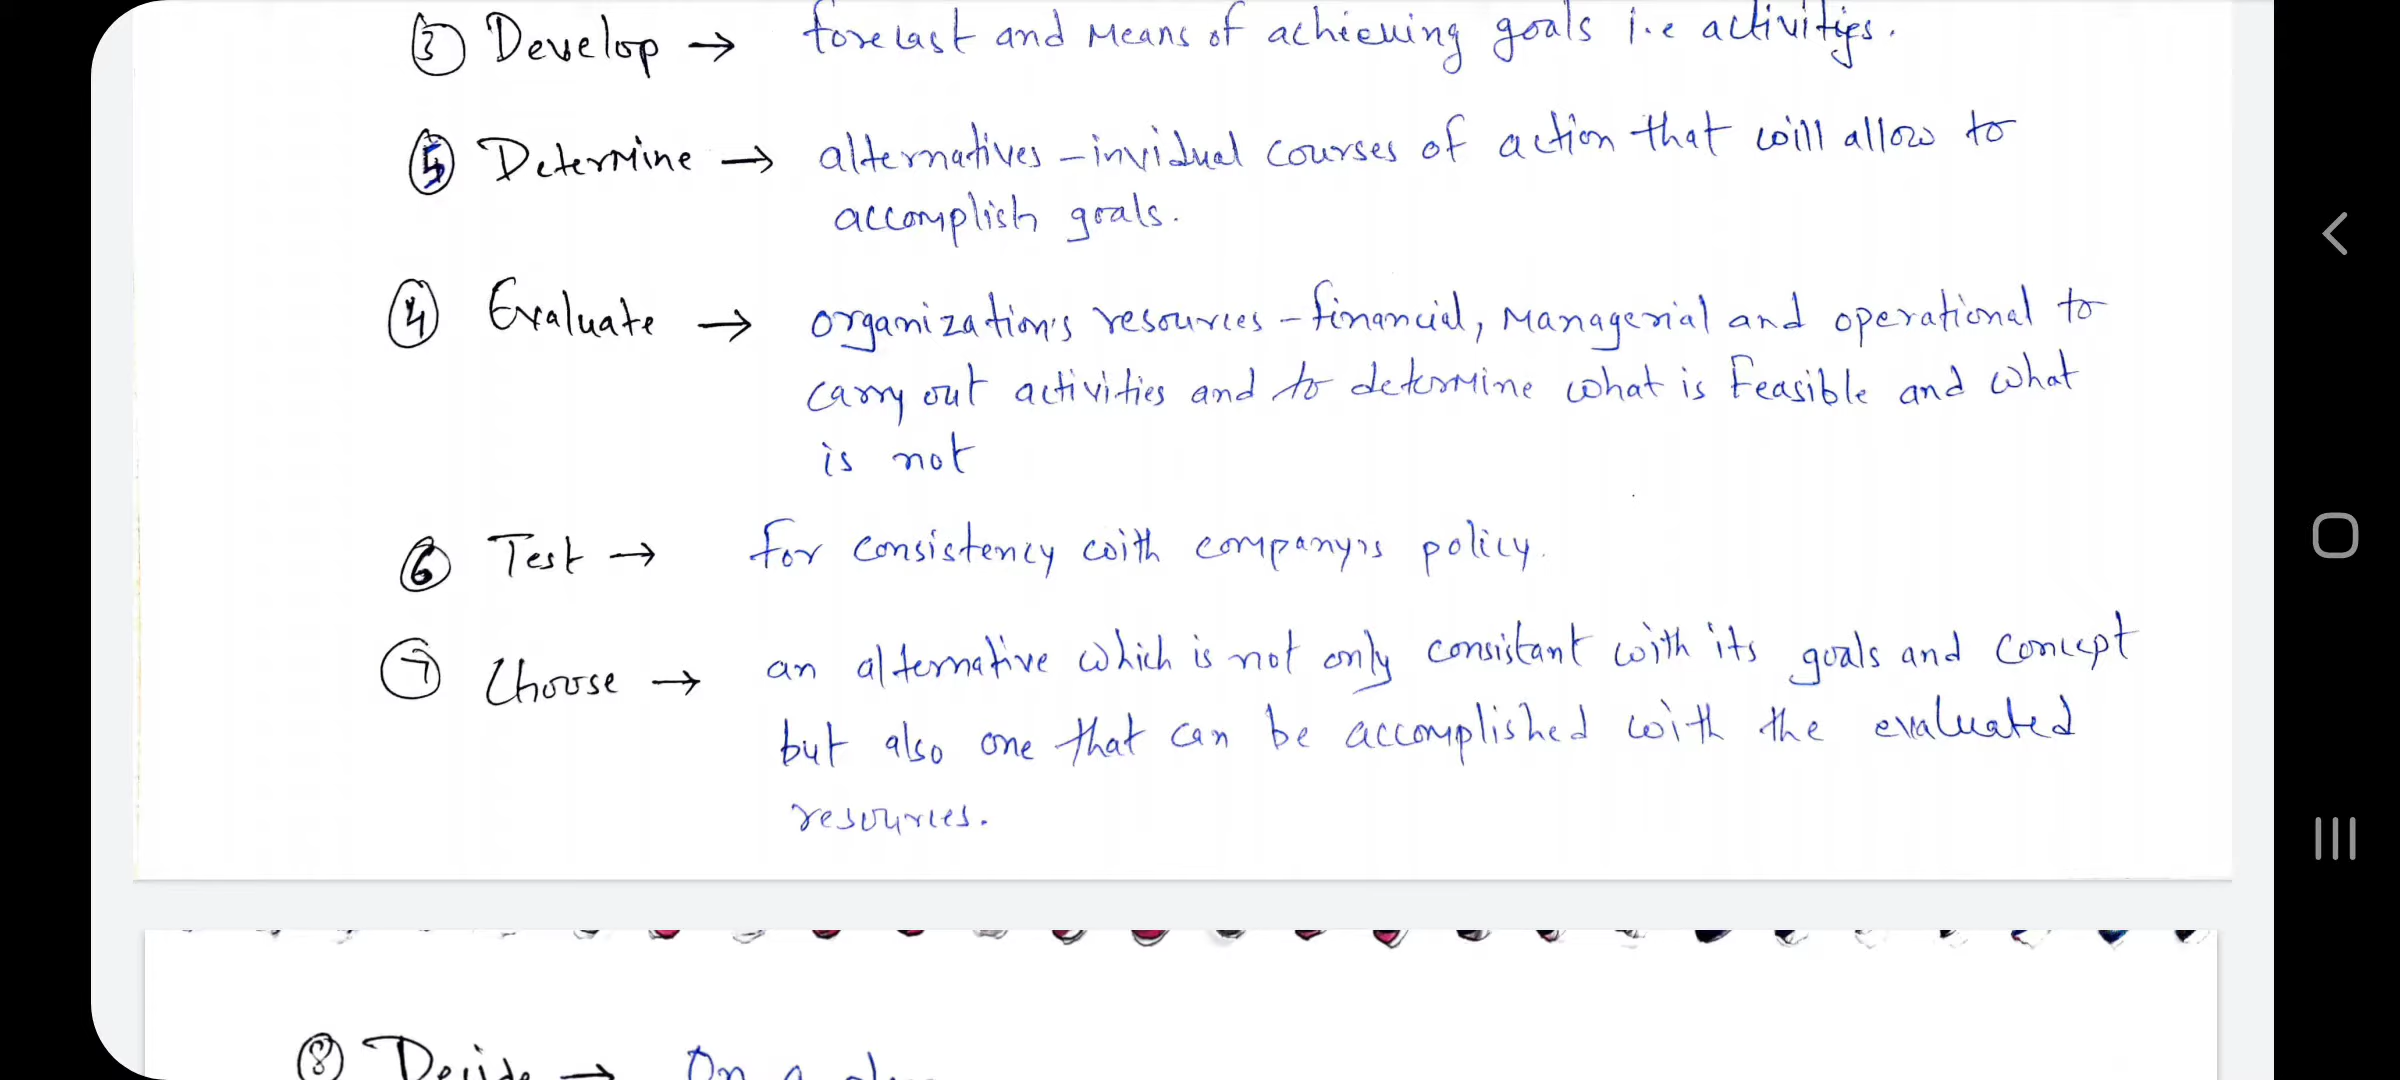 ③ Develop → forecast and means of achieving goals i.e activities.
⑤ Determine → alternatives - invidual courses of action that will allow to
accomplish goals.
④ Evaluate → organization's resources - financial, managerial and operational to
carry out activities and to determine what is feasible and what
is not
⑥ Test → for consistency with company's policy.
⑦ Choose → an alternative which is not only consistant with its goals and concept
but also one that can be accomplished with the evaluated
resources.
⑧ Decide → On a